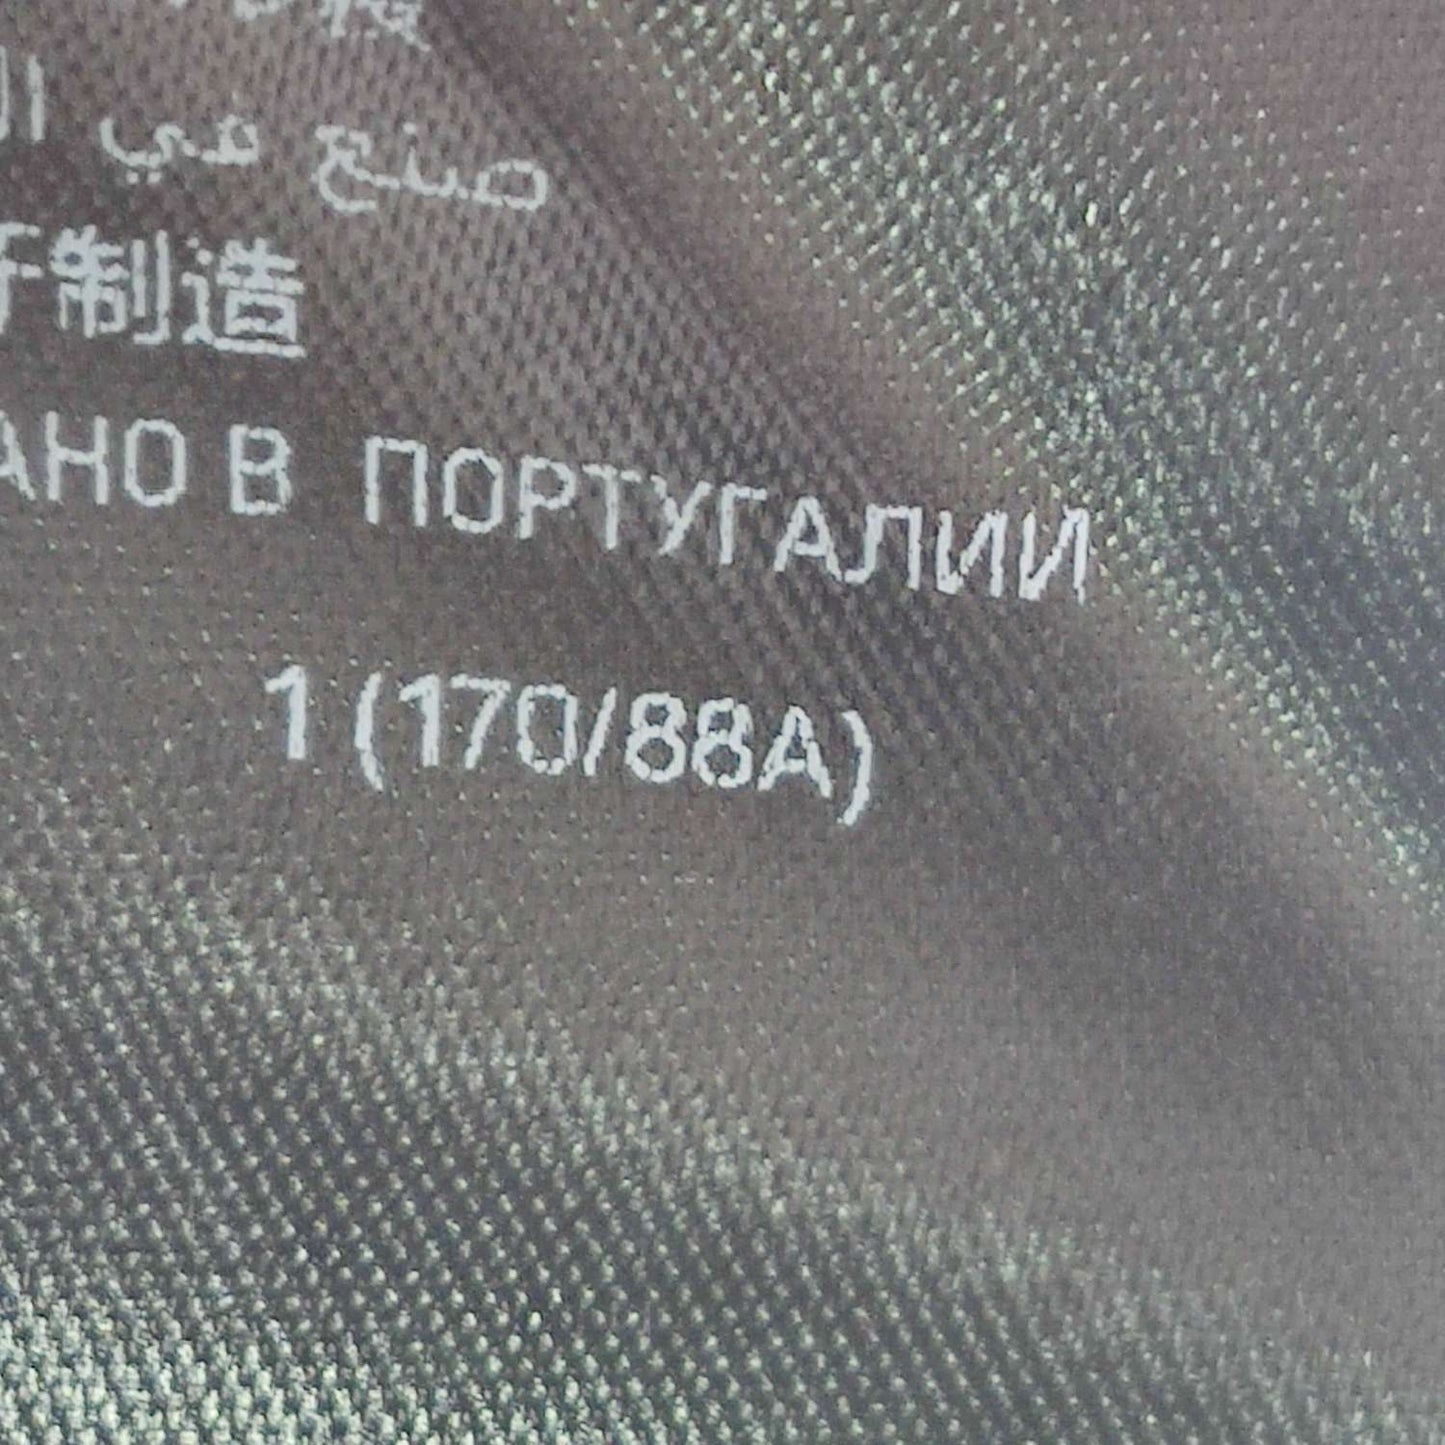 صنع في
制造
АНО В ПОРТУГАЛИИ
1 (170/88A)